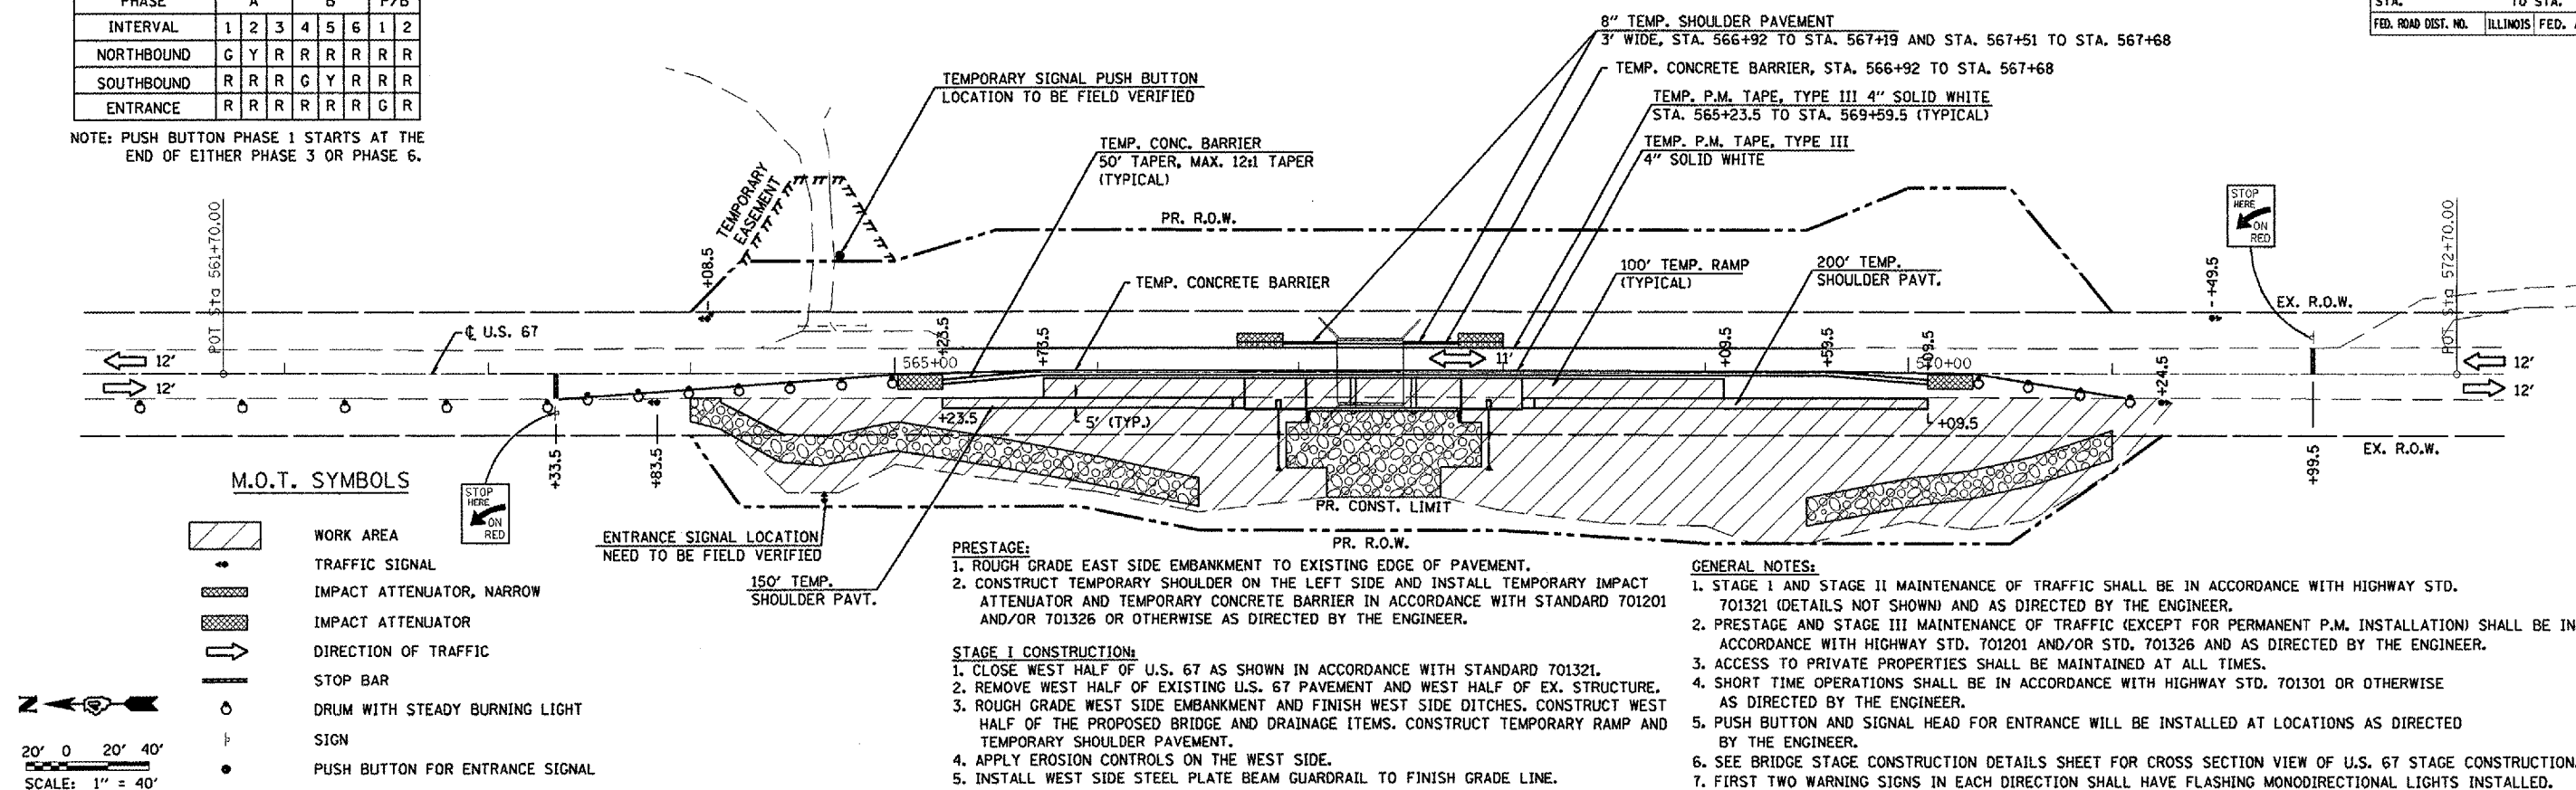 PHASE A B P/B
INTERVAL 1 2 3 4 5 6 1 2
NORTHBOUND G Y R R R R R R
SOUTHBOUND R R R G Y R R R
ENTRANCE R R R R R R G R
NOTE: PUSH BUTTON PHASE 1 STARTS AT THE
END OF EITHER PHASE 3 OR PHASE 6.
STA. TO STA.
FED. ROAD DIST. NO. ILLINOIS FED.
8" TEMP. SHOULDER PAVEMENT
3' WIDE, STA. 566+92 TO STA. 567+19 AND STA. 567+51 TO STA. 567+68
TEMP. CONCRETE BARRIER, STA. 566+92 TO STA. 567+68
TEMPORARY SIGNAL PUSH BUTTON
LOCATION TO BE FIELD VERIFIED
TEMP. P.M. TAPE, TYPE III 4" SOLID WHITE
STA. 565+23.5 TO STA. 569+59.5 (TYPICAL)
TEMP. CONC. BARRIER
50' TAPER, MAX. 12:1 TAPER
(TYPICAL)
TEMP. P.M. TAPE, TYPE III
4" SOLID WHITE
TEMPORARY
EASEMENT
PR. R.O.W.
STOP
HERE
ON
RED
POT Sta 561+70.00
+08.5
TEMP. CONCRETE BARRIER
100' TEMP. RAMP
(TYPICAL)
200' TEMP.
SHOULDER PAVT.
+49.5
POT Sta 572+70.00
EX. R.O.W.
℄ U.S. 67
+23.5
+73.5
+09.5
+59.5
+09.5
12'
12'
565+00
11'
570+00
+24.5
12'
12'
+23.5
5' (TYP.)
+09.5
+33.5
+83.5
+99.5
EX. R.O.W.
STOP
HERE
ON
RED
PR. CONST. LIMIT
ENTRANCE SIGNAL LOCATION
NEED TO BE FIELD VERIFIED
PR. R.O.W.
150' TEMP.
SHOULDER PAVT.
M.O.T. SYMBOLS
WORK AREA
TRAFFIC SIGNAL
IMPACT ATTENUATOR, NARROW
IMPACT ATTENUATOR
DIRECTION OF TRAFFIC
STOP BAR
DRUM WITH STEADY BURNING LIGHT
SIGN
PUSH BUTTON FOR ENTRANCE SIGNAL
N
20' 0 20' 40'
SCALE: 1" = 40'
PRESTAGE:
1. ROUGH GRADE EAST SIDE EMBANKMENT TO EXISTING EDGE OF PAVEMENT.
2. CONSTRUCT TEMPORARY SHOULDER ON THE LEFT SIDE AND INSTALL TEMPORARY IMPACT
ATTENUATOR AND TEMPORARY CONCRETE BARRIER IN ACCORDANCE WITH STANDARD 701201
AND/OR 701326 OR OTHERWISE AS DIRECTED BY THE ENGINEER.
STAGE I CONSTRUCTION:
1. CLOSE WEST HALF OF U.S. 67 AS SHOWN IN ACCORDANCE WITH STANDARD 701321.
2. REMOVE WEST HALF OF EXISTING U.S. 67 PAVEMENT AND WEST HALF OF EX. STRUCTURE.
3. ROUGH GRADE WEST SIDE EMBANKMENT AND FINISH WEST SIDE DITCHES. CONSTRUCT WEST
HALF OF THE PROPOSED BRIDGE AND DRAINAGE ITEMS. CONSTRUCT TEMPORARY RAMP AND
TEMPORARY SHOULDER PAVEMENT.
4. APPLY EROSION CONTROLS ON THE WEST SIDE.
5. INSTALL WEST SIDE STEEL PLATE BEAM GUARDRAIL TO FINISH GRADE LINE.
GENERAL NOTES:
1. STAGE I AND STAGE II MAINTENANCE OF TRAFFIC SHALL BE IN ACCORDANCE WITH HIGHWAY STD.
701321 (DETAILS NOT SHOWN) AND AS DIRECTED BY THE ENGINEER.
2. PRESTAGE AND STAGE III MAINTENANCE OF TRAFFIC (EXCEPT FOR PERMANENT P.M. INSTALLATION) SHALL BE IN
ACCORDANCE WITH HIGHWAY STD. 701201 AND/OR STD. 701326 AND AS DIRECTED BY THE ENGINEER.
3. ACCESS TO PRIVATE PROPERTIES SHALL BE MAINTAINED AT ALL TIMES.
4. SHORT TIME OPERATIONS SHALL BE IN ACCORDANCE WITH HIGHWAY STD. 701301 OR OTHERWISE
AS DIRECTED BY THE ENGINEER.
5. PUSH BUTTON AND SIGNAL HEAD FOR ENTRANCE WILL BE INSTALLED AT LOCATIONS AS DIRECTED
BY THE ENGINEER.
6. SEE BRIDGE STAGE CONSTRUCTION DETAILS SHEET FOR CROSS SECTION VIEW OF U.S. 67 STAGE CONSTRUCTION.
7. FIRST TWO WARNING SIGNS IN EACH DIRECTION SHALL HAVE FLASHING MONODIRECTIONAL LIGHTS INSTALLED.